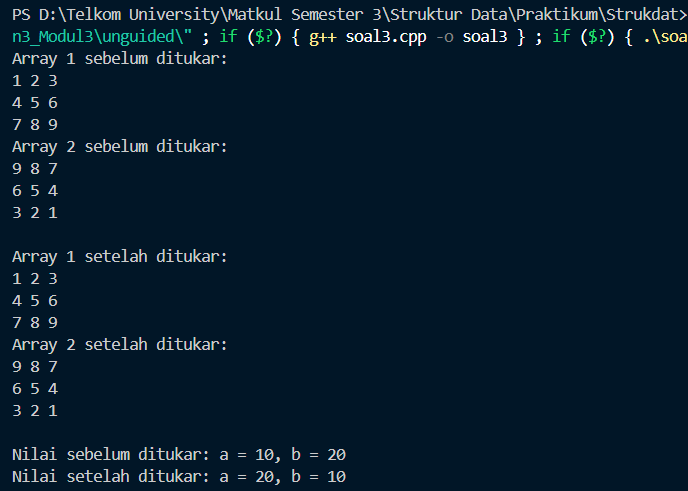 PS D:\Telkom University\Matkul Semester 3\Struktur Data\Praktikum\Strukdat>
n3_Modul3\unguided\" ; if ($?) { g++ soal3.cpp -o soal3 } ; if ($?) { .\soa
Array 1 sebelum ditukar:
1 2 3
4 5 6
7 8 9
Array 2 sebelum ditukar:
9 8 7
6 5 4
3 2 1
Array 1 setelah ditukar:
1 2 3
4 5 6
7 8 9
Array 2 setelah ditukar:
9 8 7
6 5 4
3 2 1
Nilai sebelum ditukar: a = 10, b = 20
Nilai setelah ditukar: a = 20, b = 10